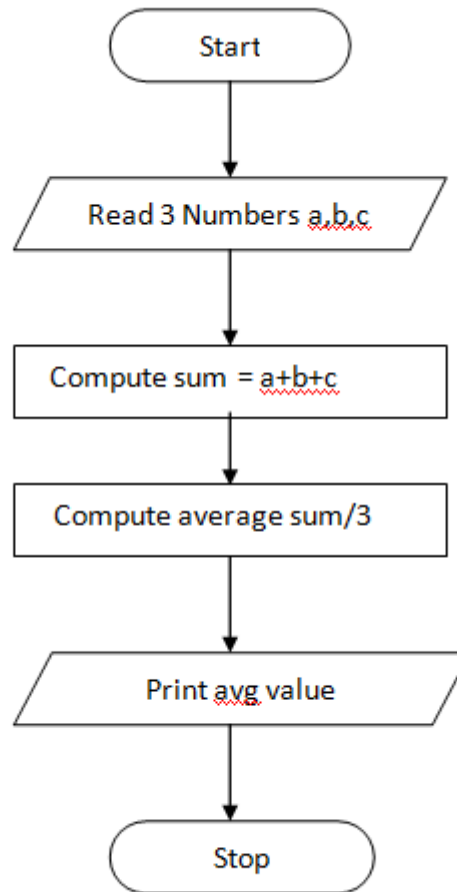 Start
Read 3 Numbers a,b,c
Compute sum = a+b+c
Compute average sum/3
Print avg value
Stop